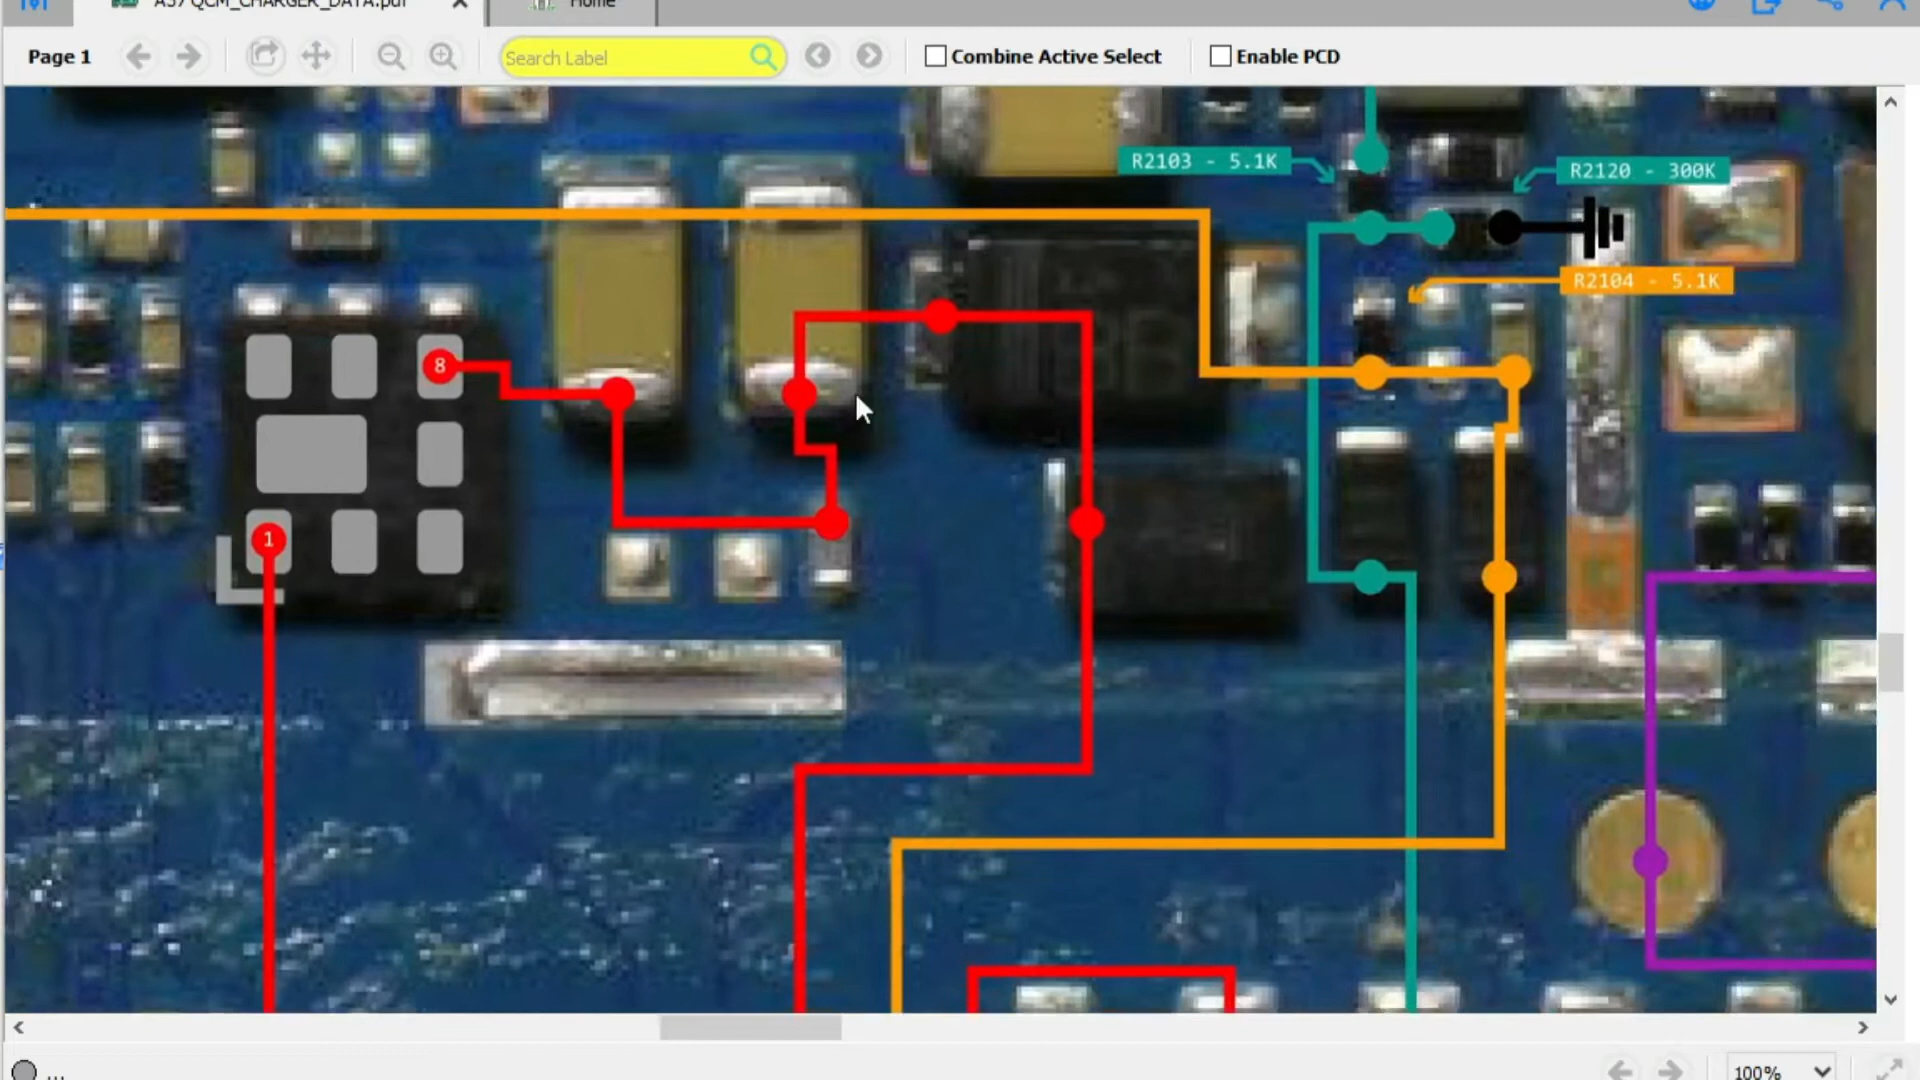 A57 QCM_CHARGER_DATA.pdf
Home
Page 1
Search Label
Combine Active Select
Enable PCD
R2103 - 5.1K
R2120 - 300K
R2104 - 5.1K
8
1
...
100%